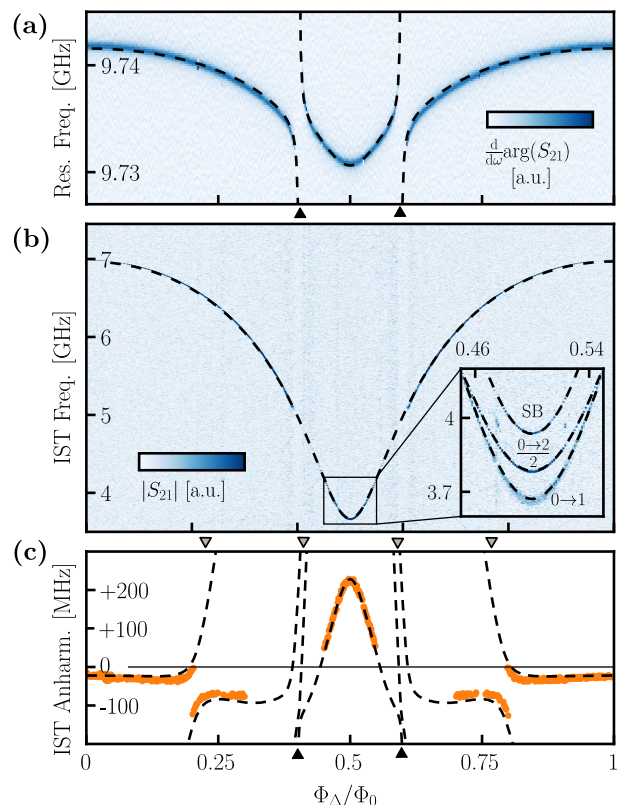 (a)
Res. Freq. [GHz]
9.74
9.73
d/dω arg(S₂₁)
[a.u.]
(b)
IST Freq. [GHz]
7
6
5
4
|S₂₁| [a.u.]
0.46
0.54
4
3.7
SB
0→2
2
0→1
(c)
IST Anharm. [MHz]
+200
+100
0
-100
0
0.25
0.5
0.75
1
Φ_Δ/Φ₀